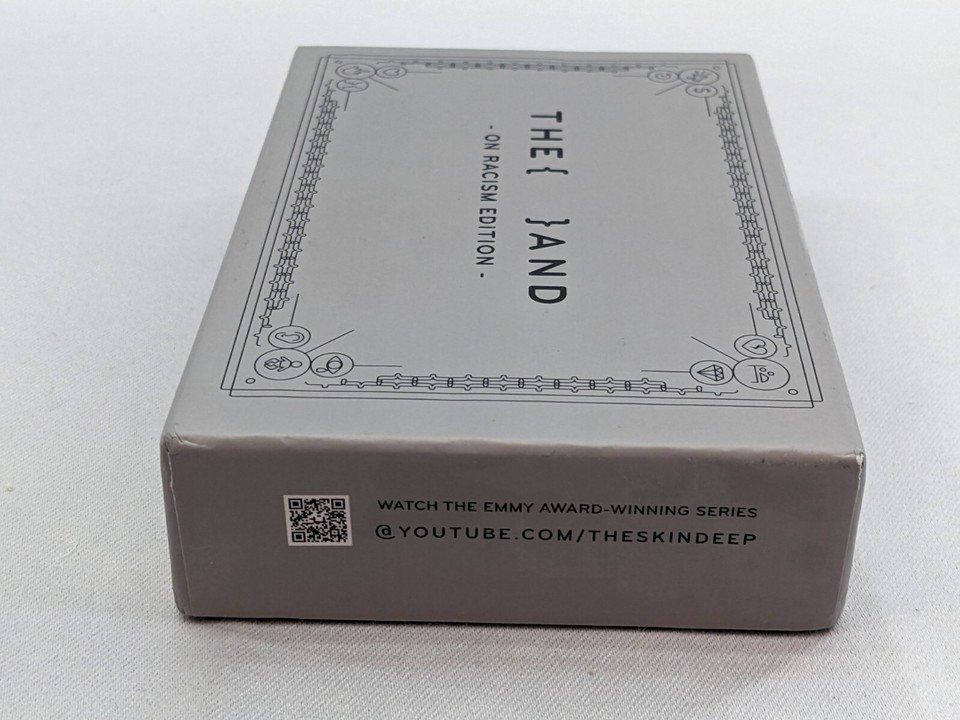 THE{ }AND
- ON RACISM EDITION -
WATCH THE EMMY AWARD-WINNING SERIES
@YOUTUBE.COM/THESKINDEEP